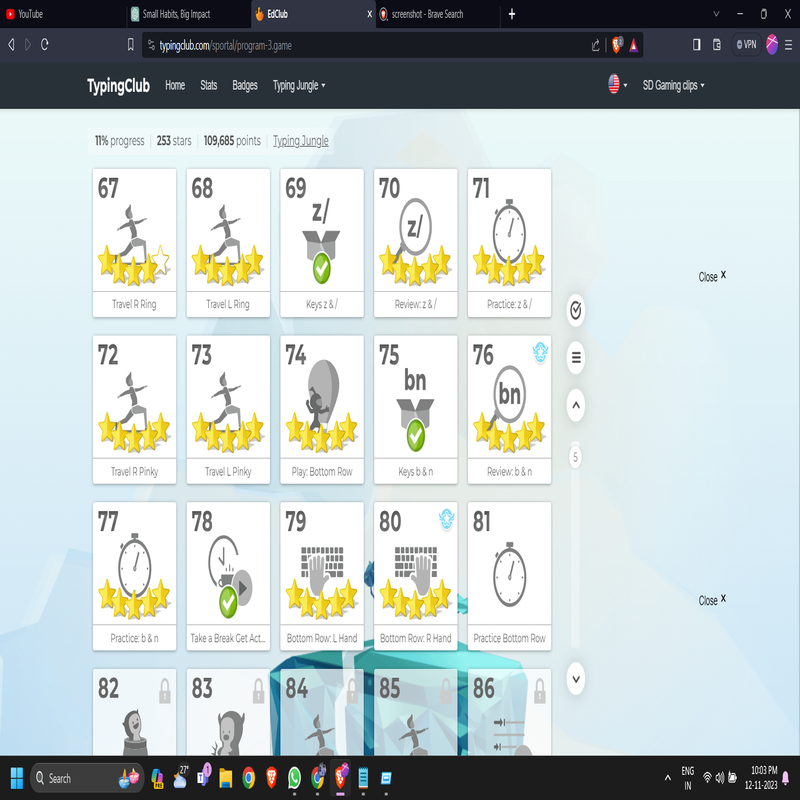 YouTube
Small Habits, Big Impact
EdClub
screenshot - Brave Search
typingclub.com/sportal/program-3.game
VPN
TypingClub Home Stats Badges Typing Jungle SD Gaming clips
11% progress 253 stars 109,685 points Typing Jungle
67 68 69 70 71
z/ z/
Travel R Ring Travel L Ring Keys z & / Review: z & / Practice: z & /
Close x
72 73 74 75 76
bn bn
Travel R Pinky Travel L Pinky Play: Bottom Row Keys b & n Review: b & n
5
77 78 79 80 81
Practice: b & n Take a Break Get Act... Bottom Row: L Hand Bottom Row: R Hand Practice Bottom Row
Close x
82 83 84 85 86
Search 27° ENG IN 10:03 PM 12-11-2023